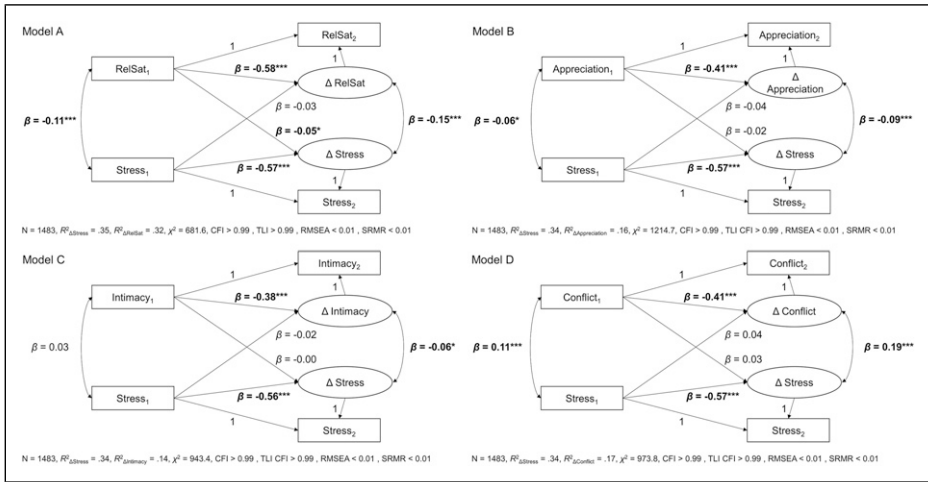 Model A
RelSat₂
1
RelSat₁
β = -0.58***
1
Δ RelSat
β = -0.03
β = -0.11***
β = -0.15***
β = -0.05*
Δ Stress
Stress₁
β = -0.57***
1
1
Stress₂
N = 1483, R²ΔStress = .35, R²ΔRelSat = .32, χ² = 681.6, CFI > 0.99 , TLI > 0.99 , RMSEA < 0.01 , SRMR < 0.01
Model B
Appreciation₂
1
Appreciation₁
β = -0.41***
1
Δ
Appreciation
β = -0.04
β = -0.06*
β = -0.09***
β = -0.02
Δ Stress
Stress₁
β = -0.57***
1
1
Stress₂
N = 1483, R²ΔStress = .34, R²ΔAppreciation = .16, χ² = 1214.7, CFI > 0.99 , TLI CFI > 0.99 , RMSEA < 0.01 , SRMR < 0.01
Model C
Intimacy₂
1
Intimacy₁
β = -0.38***
1
Δ Intimacy
β = -0.02
β = 0.03
β = -0.06*
β = -0.00
Δ Stress
Stress₁
β = -0.56***
1
1
Stress₂
N = 1483, R²ΔStress = .34, R²ΔIntimacy = .14, χ² = 943.4, CFI > 0.99 , TLI CFI > 0.99 , RMSEA < 0.01 , SRMR < 0.01
Model D
Conflict₂
1
Conflict₁
β = -0.41***
1
Δ Conflict
β = 0.04
β = 0.11***
β = 0.19***
β = 0.03
Δ Stress
Stress₁
β = -0.57***
1
1
Stress₂
N = 1483, R²ΔStress = .34, R²ΔConflict = .17, χ² = 973.8, CFI > 0.99 , TLI CFI > 0.99 , RMSEA < 0.01 , SRMR < 0.01